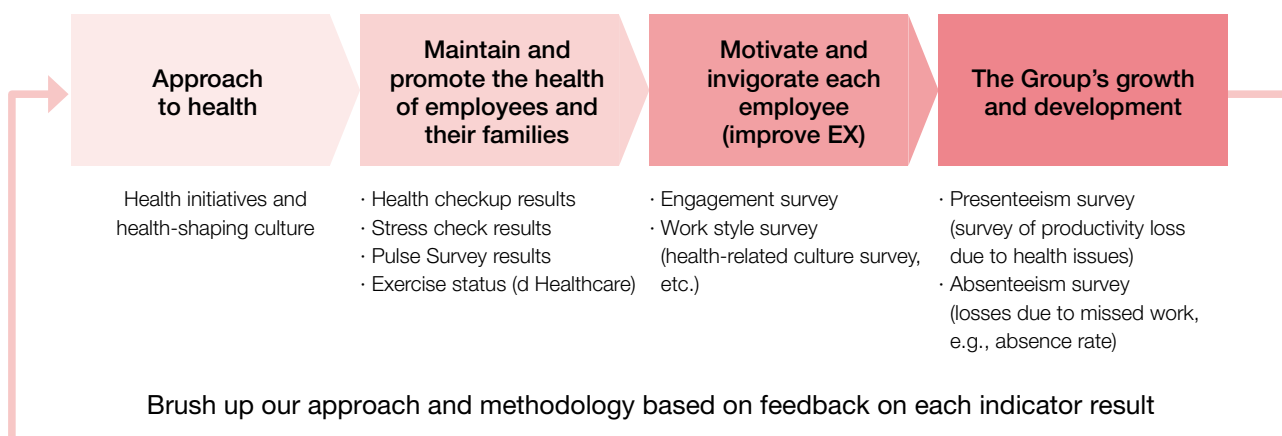 Approach
to health
Maintain and
promote the health
of employees and
their families
Motivate and
invigorate each
employee
(improve EX)
The Group's growth
and development
Health initiatives and
health-shaping culture
· Health checkup results
· Stress check results
· Pulse Survey results
· Exercise status (d Healthcare)
· Engagement survey
· Work style survey
(health-related culture survey,
etc.)
· Presenteeism survey
(survey of productivity loss
due to health issues)
· Absenteeism survey
(losses due to missed work,
e.g., absence rate)
Brush up our approach and methodology based on feedback on each indicator result